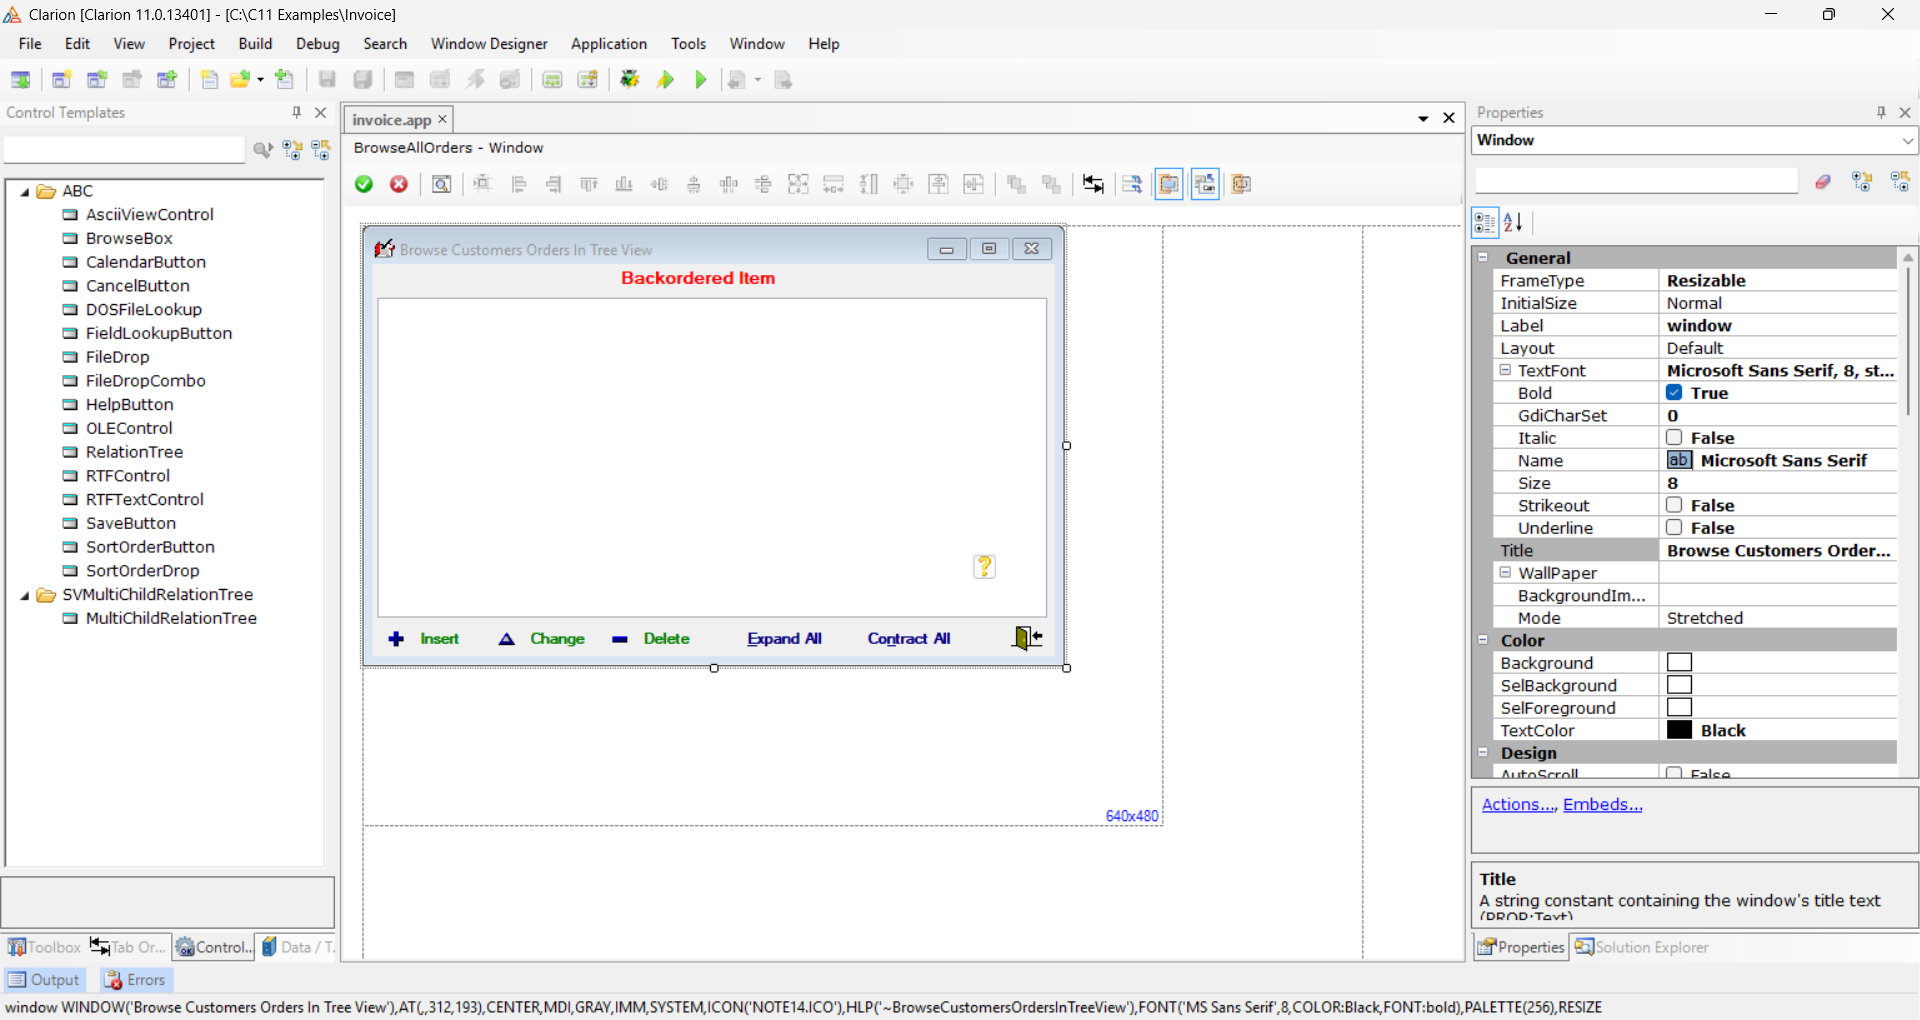 Clarion [Clarion 11.0.13401] - [C:\C11 Examples\Invoice]
File Edit View Project Build Debug Search Window Designer Application Tools Window Help
Control Templates
ABC
AsciiViewControl
BrowseBox
CalendarButton
CancelButton
DOSFileLookup
FieldLookupButton
FileDrop
FileDropCombo
HelpButton
OLEControl
RelationTree
RTFControl
RTFTextControl
SaveButton
SortOrderButton
SortOrderDrop
SVMultiChildRelationTree
MultiChildRelationTree
Toolbox Tab Or... Control... Data / T...
Output Errors
invoice.app
BrowseAllOrders - Window
Browse Customers Orders In Tree View
Backordered Item
Insert Change Delete Expand All Contract All
640x480
Properties
Window
General
FrameType Resizable
InitialSize Normal
Label window
Layout Default
TextFont Microsoft Sans Serif, 8, st...
Bold True
GdiCharSet 0
Italic False
Name ab Microsoft Sans Serif
Size 8
Strikeout False
Underline False
Title Browse Customers Order...
WallPaper
BackgroundIm...
Mode Stretched
Color
Background
SelBackground
SelForeground
TextColor Black
Design
AutoScroll False
Actions..., Embeds...
Title
A string constant containing the window's title text
(PROP:Text)
Properties Solution Explorer
window WINDOW('Browse Customers Orders In Tree View'),AT(,,312,193),CENTER,MDI,GRAY,IMM,SYSTEM,ICON('NOTE14.ICO'),HLP('~BrowseCustomersOrdersInTreeView'),FONT('MS Sans Serif',8,COLOR:Black,FONT:bold),PALETTE(256),RESIZE